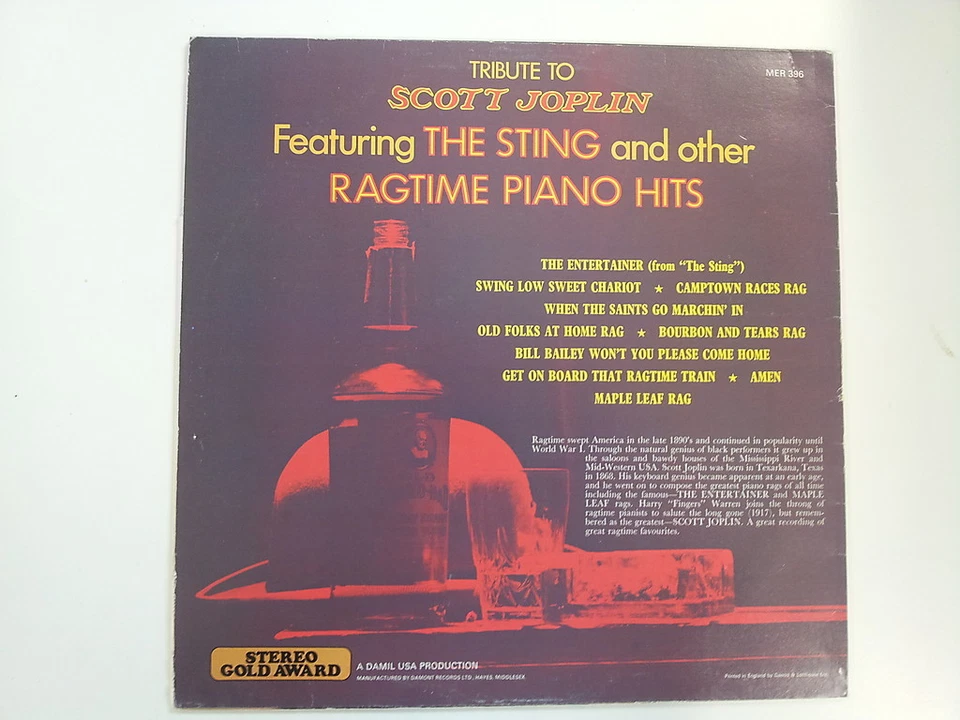 TRIBUTE TO
MER 396
SCOTT JOPLIN
Featuring THE STING and other
RAGTIME PIANO HITS
THE ENTERTAINER (from "The Sting")
SWING LOW SWEET CHARIOT ★ CAMPTOWN RACES RAG
WHEN THE SAINTS GO MARCHIN' IN
OLD FOLKS AT HOME RAG ★ BOURBON AND TEARS RAG
BILL BAILEY WON'T YOU PLEASE COME HOME
GET ON BOARD THAT RAGTIME TRAIN ★ AMEN
MAPLE LEAF RAG
Ragtime swept America in the late 1890's and continued in popularity until
World War I. Through the natural genius of black performers it grew up in
the saloons and bawdy houses of the Mississippi River and
Mid-Western USA. Scott Joplin was born in Texarkana, Texas
in 1868. His keyboard genius became apparent at an early age,
and he went on to compose the greatest piano rags of all time
including the famous—THE ENTERTAINER and MAPLE
LEAF rags. Harry "Fingers" Warren joins the throng of
ragtime pianists to salute the long gone (1917), but remem-
bered as the greatest—SCOTT JOPLIN. A great recording of
great ragtime favourites.
STEREO
GOLD AWARD
A DAMIL USA PRODUCTION
MANUFACTURED BY DAMONT RECORDS LTD., HAYES, MIDDLESEX.
Printed in England by